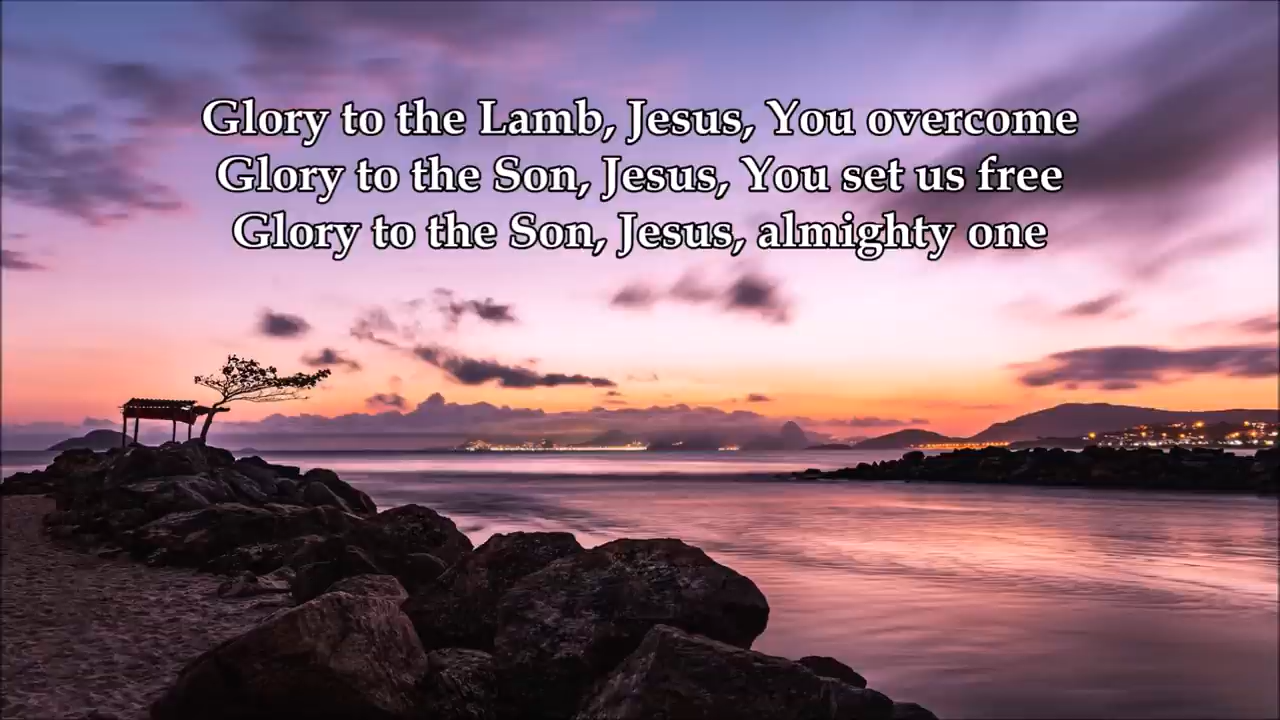 Glory to the Lamb, Jesus, You overcome
Glory to the Son, Jesus, You set us free
Glory to the Son, Jesus, almighty one